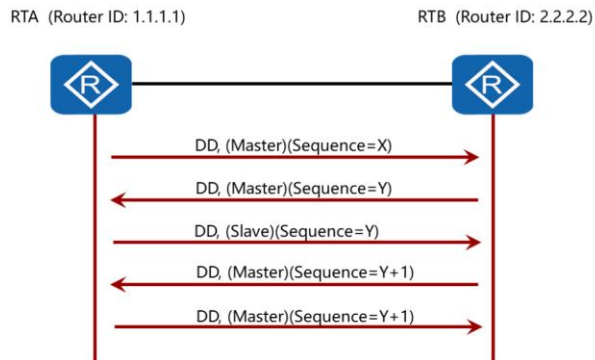 RTA (Router ID: 1.1.1.1) RTB (Router ID: 2.2.2.2)
R R
DD, (Master)(Sequence=X)
DD, (Master)(Sequence=Y)
DD, (Slave)(Sequence=Y)
DD, (Master)(Sequence=Y+1)
DD, (Master)(Sequence=Y+1)